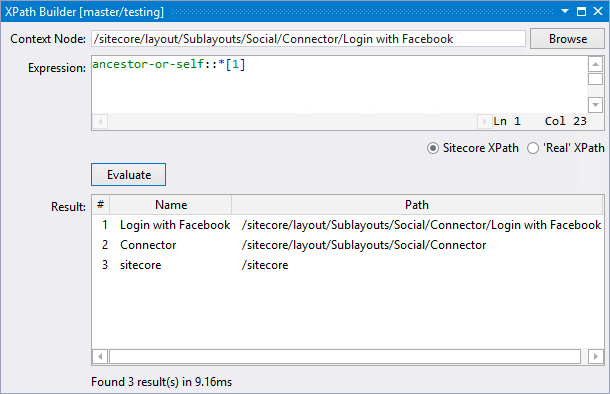 XPath Builder [master/testing]
Context Node: /sitecore/layout/Sublayouts/Social/Connector/Login with Facebook Browse
Expression: ancestor-or-self::*[1]
Ln 1 Col 23
Sitecore XPath 'Real' XPath
Evaluate
Result: # Name Path
1 Login with Facebook /sitecore/layout/Sublayouts/Social/Connector/Login with Facebook
2 Connector /sitecore/layout/Sublayouts/Social/Connector
3 sitecore /sitecore
Found 3 result(s) in 9.16ms